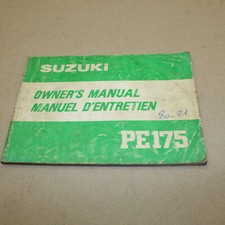 SUZUKI
OWNER'S MANUAL
MANUEL D'ENTRETIEN
80-81
PE175